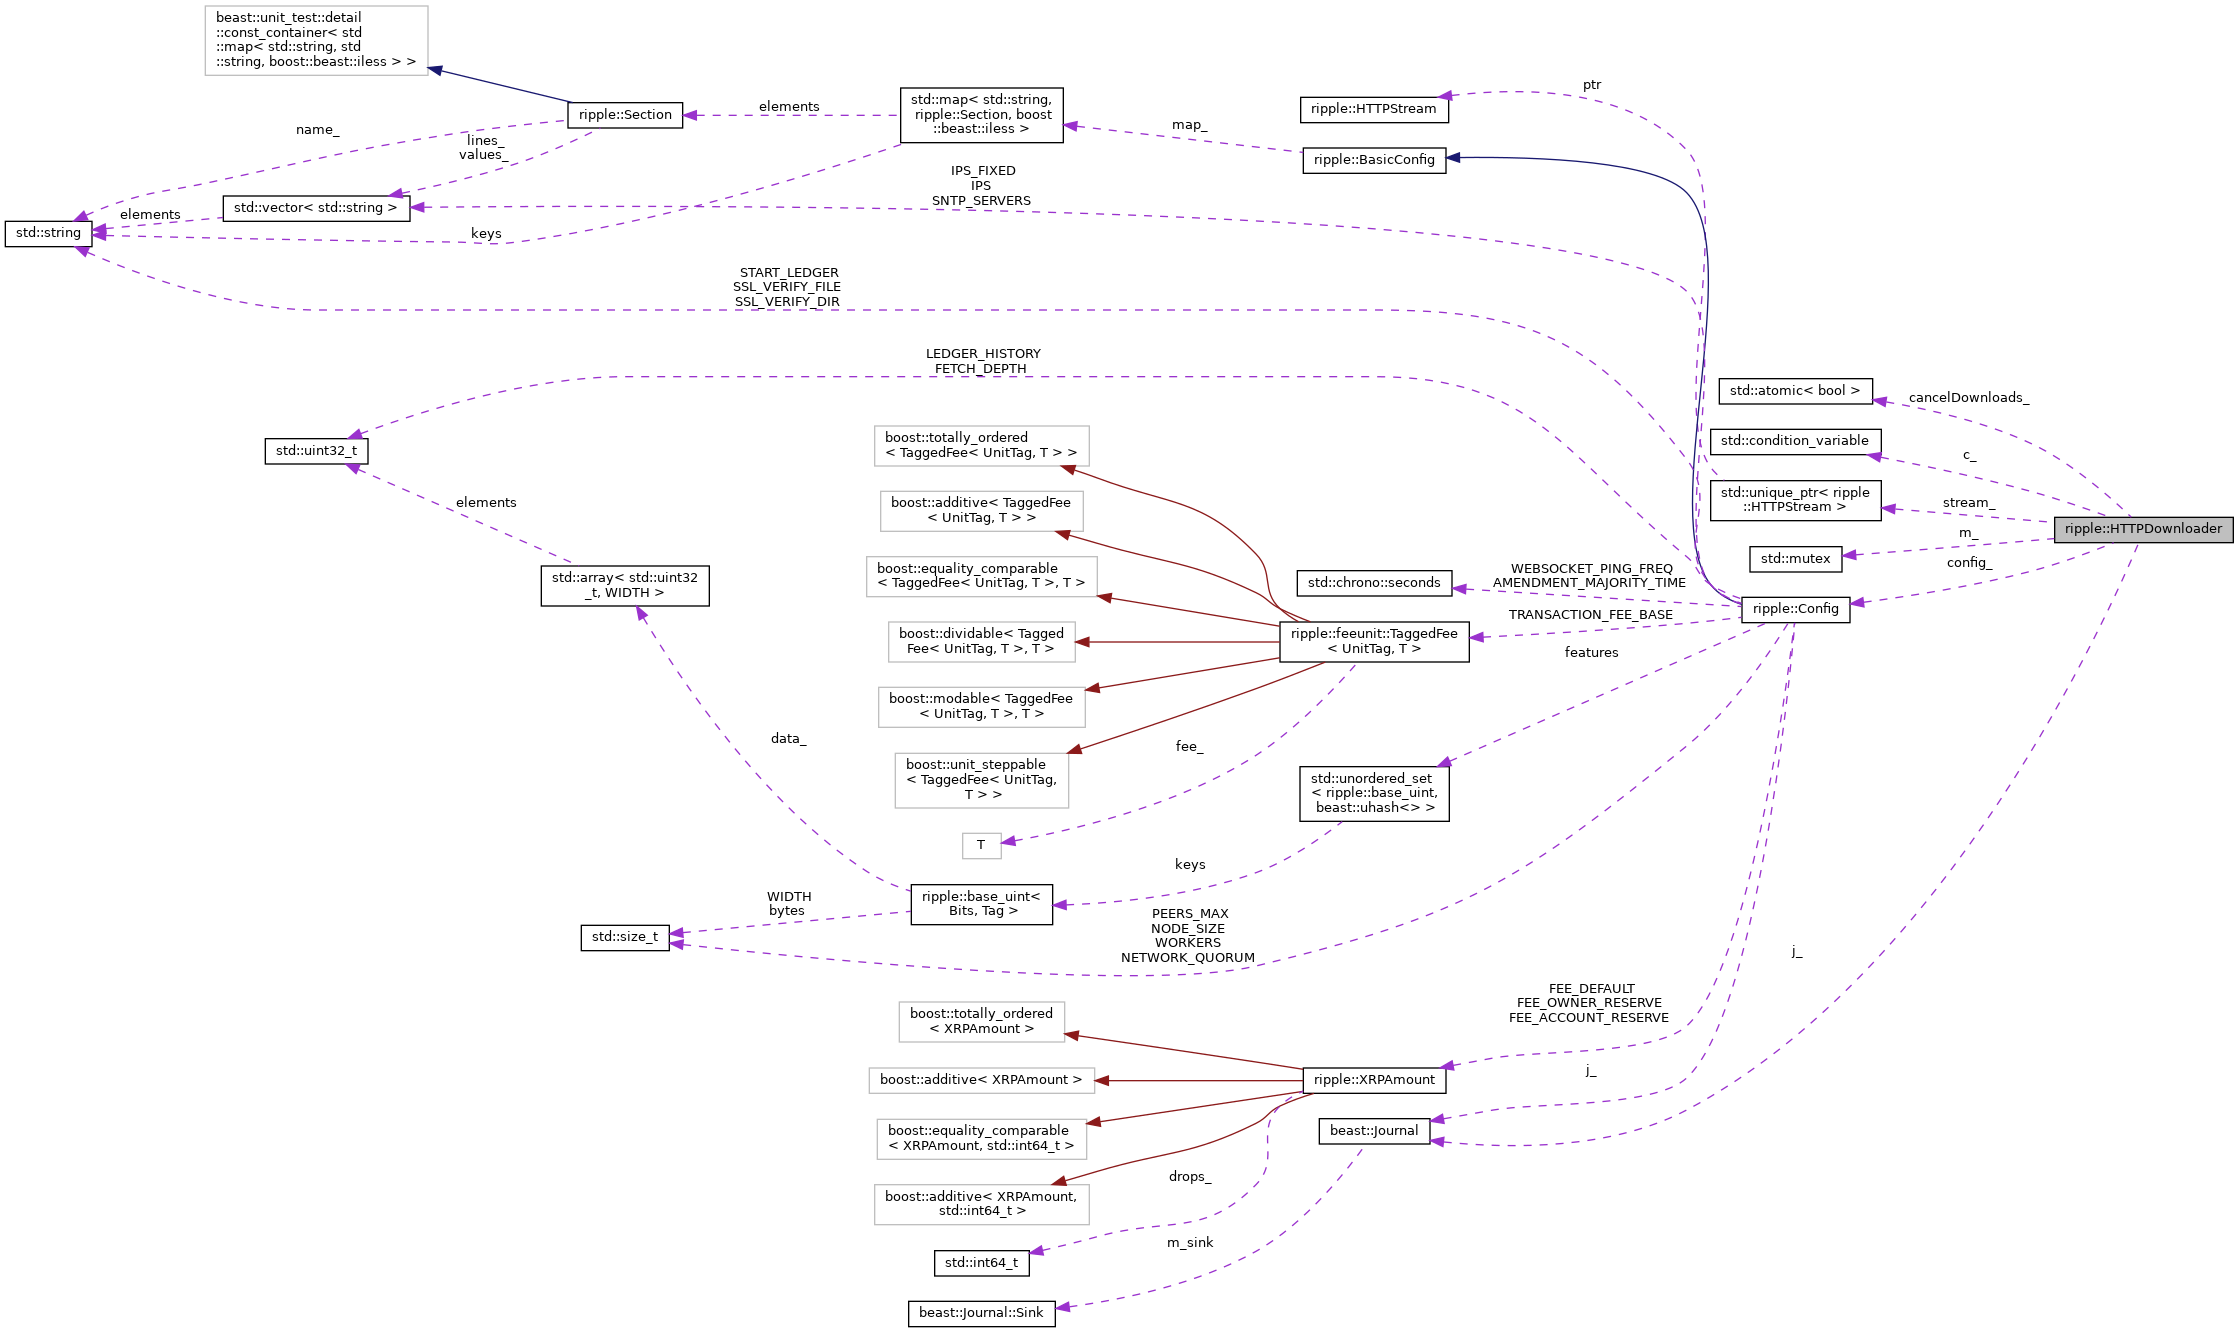 beast::unit_test::detail
::const_container< std
::map< std::string, std
::string, boost::beast::iless > >
ripple::Section
name_
lines_
values_
std::vector< std::string >
elements
std::string
elements
std::map< std::string,
ripple::Section, boost
::beast::iless >
keys
map_
ripple::HTTPStream
ripple::BasicConfig
ptr
IPS_FIXED
IPS
SNTP_SERVERS
START_LEDGER
SSL_VERIFY_FILE
SSL_VERIFY_DIR
LEDGER_HISTORY
FETCH_DEPTH
std::uint32_t
elements
std::array< std::uint32
_t, WIDTH >
data_
boost::totally_ordered
< TaggedFee< UnitTag, T > >
boost::additive< TaggedFee
< UnitTag, T > >
boost::equality_comparable
< TaggedFee< UnitTag, T >, T >
boost::dividable< Tagged
Fee< UnitTag, T >, T >
boost::modable< TaggedFee
< UnitTag, T >, T >
boost::unit_steppable
< TaggedFee< UnitTag,
T > >
T
fee_
std::chrono::seconds
ripple::feeunit::TaggedFee
< UnitTag, T >
WEBSOCKET_PING_FREQ
AMENDMENT_MAJORITY_TIME
TRANSACTION_FEE_BASE
features
std::unordered_set
< ripple::base_uint,
beast::uhash<> >
keys
ripple::base_uint<
Bits, Tag >
WIDTH
bytes
std::size_t
PEERS_MAX
NODE_SIZE
WORKERS
NETWORK_QUORUM
std::atomic< bool >
std::condition_variable
std::unique_ptr< ripple
::HTTPStream >
std::mutex
ripple::Config
cancelDownloads_
c_
stream_
m_
config_
ripple::HTTPDownloader
j_
FEE_DEFAULT
FEE_OWNER_RESERVE
FEE_ACCOUNT_RESERVE
j_
boost::totally_ordered
< XRPAmount >
boost::additive< XRPAmount >
boost::equality_comparable
< XRPAmount, std::int64_t >
boost::additive< XRPAmount,
std::int64_t >
ripple::XRPAmount
beast::Journal
drops_
std::int64_t
m_sink
beast::Journal::Sink